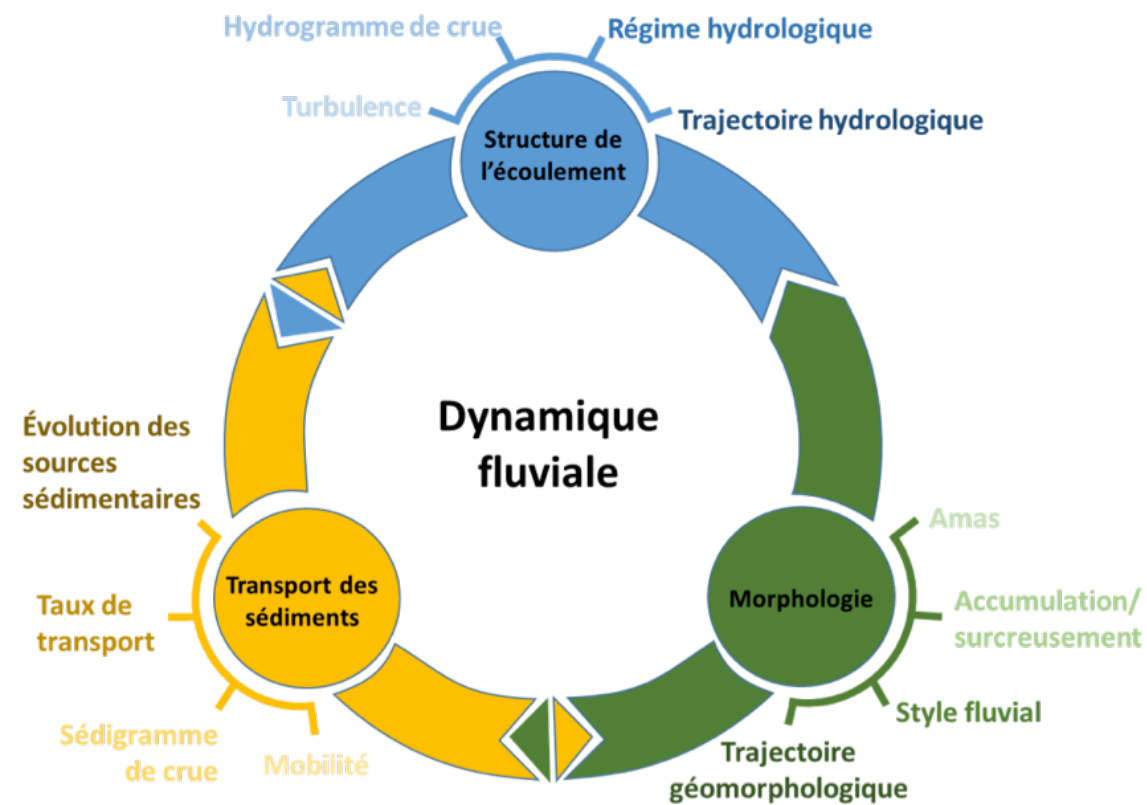 Hydrogramme de crue
Régime hydrologique
Turbulence
Trajectoire hydrologique
Structure de
l'écoulement
Dynamique
fluviale
Évolution des
sources
sédimentaires
Transport des
sédiments
Taux de
transport
Sédigramme
de crue
Mobilité
Morphologie
Amas
Accumulation/
surcreusement
Style fluvial
Trajectoire
géomorphologique